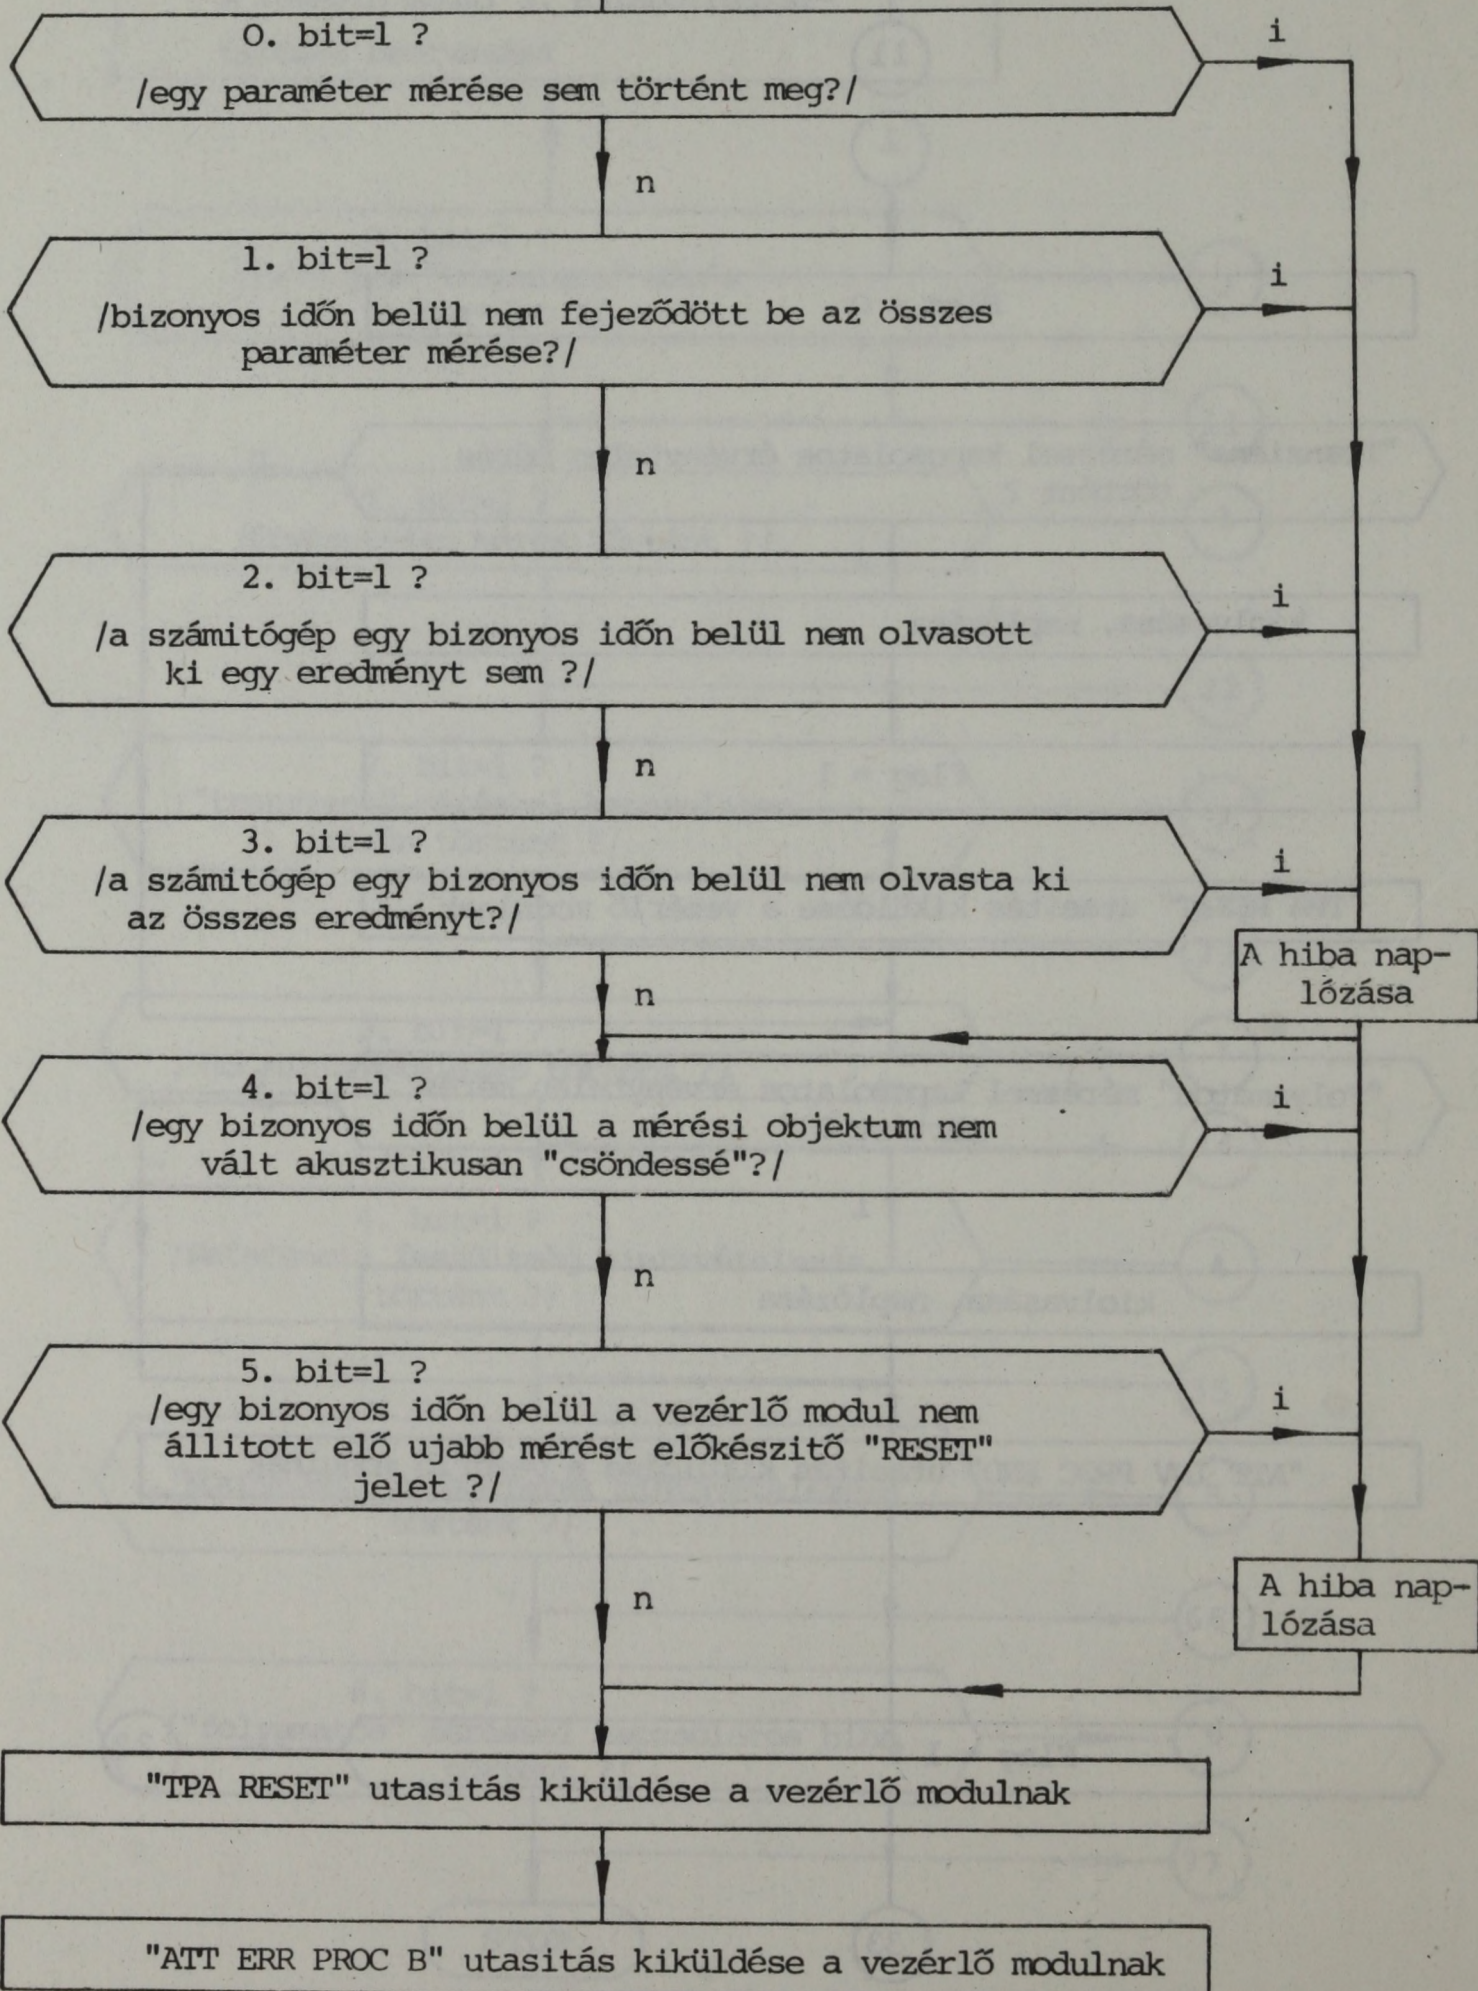 0. bit=1 ?
i
/egy paraméter mérése sem történt meg?/
n
1. bit=1 ?
i
/bizonyos időn belül nem fejeződött be az összes
paraméter mérése?/
n
2. bit=1 ?
i
/a számitógép egy bizonyos időn belül nem olvasott
ki egy eredményt sem ?/
n
3. bit=1 ?
i
/a számitógép egy bizonyos időn belül nem olvasta ki
az összes eredményt?/
A hiba nap-
lózása
n
4. bit=1 ?
i
/egy bizonyos időn belül a mérési objektum nem
vált akusztikusan "csöndessé"?/
n
5. bit=1 ?
i
/egy bizonyos időn belül a vezérlő modul nem
állitott elő ujabb mérést előkészitő "RESET"
jelet ?/
n
A hiba nap-
lózása
"TPA RESET" utasitás kiküldése a vezérlő modulnak
"ATT ERR PROC B" utasitás kiküldése a vezérlő modulnak